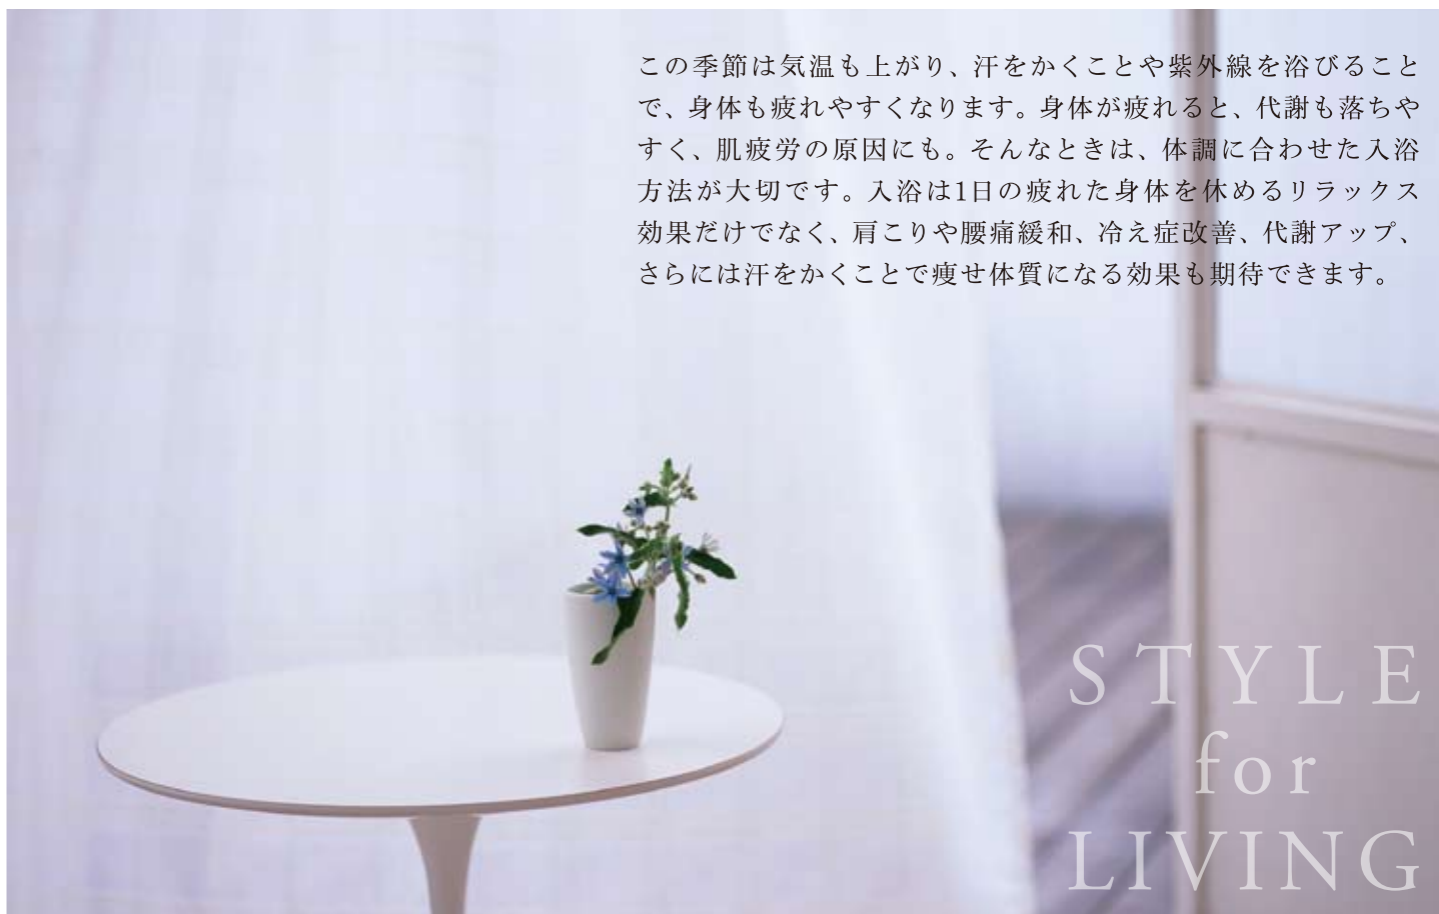 この季節は気温も上がり、汗をかくことや紫外線を浴びること
で、身体も疲れやすくなります。身体が疲れると、代謝も落ちや
すく、肌疲労の原因にも。そんなときは、体調に合わせた入浴
方法が大切です。入浴は1日の疲れた身体を休めるリラックス
効果だけでなく、肩こりや腰痛緩和、冷え症改善、代謝アップ、
さらには汗をかくことで痩せ体質になる効果も期待できます。
STYLE
for
LIVING